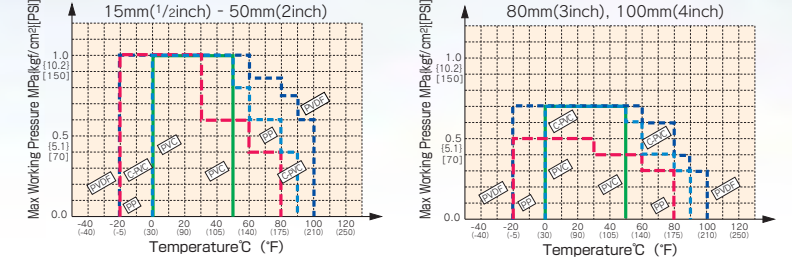 15mm(1/2inch) - 50mm(2inch)
Max Working Pressure MPa{kgf/cm²}[PSI]
1.0
{10.2}
[150]
0.5
{5.1}
[70]
0.0
PVDF
C-PVC
PP
PVC
PVC
PP
C-PVC
PVDF
-40 -20 0 20 40 60 80 100 120
(-40) (-5) (30) (90) (105) (140) (175) (210) (250)
Temperature℃ (°F)
80mm(3inch), 100mm(4inch)
Max Working Pressure MPa{kgf/cm²}[PSI]
1.0
{10.2}
[150]
0.5
{5.1}
[70]
0.0
PVDF
PP
C-PVC
PVC
PVC
C-PVC
PP
PVDF
-40 -20 0 20 40 60 80 100 120
(-40) (-5) (30) (90) (105) (140) (175) (210) (250)
Temperature℃ (°F)